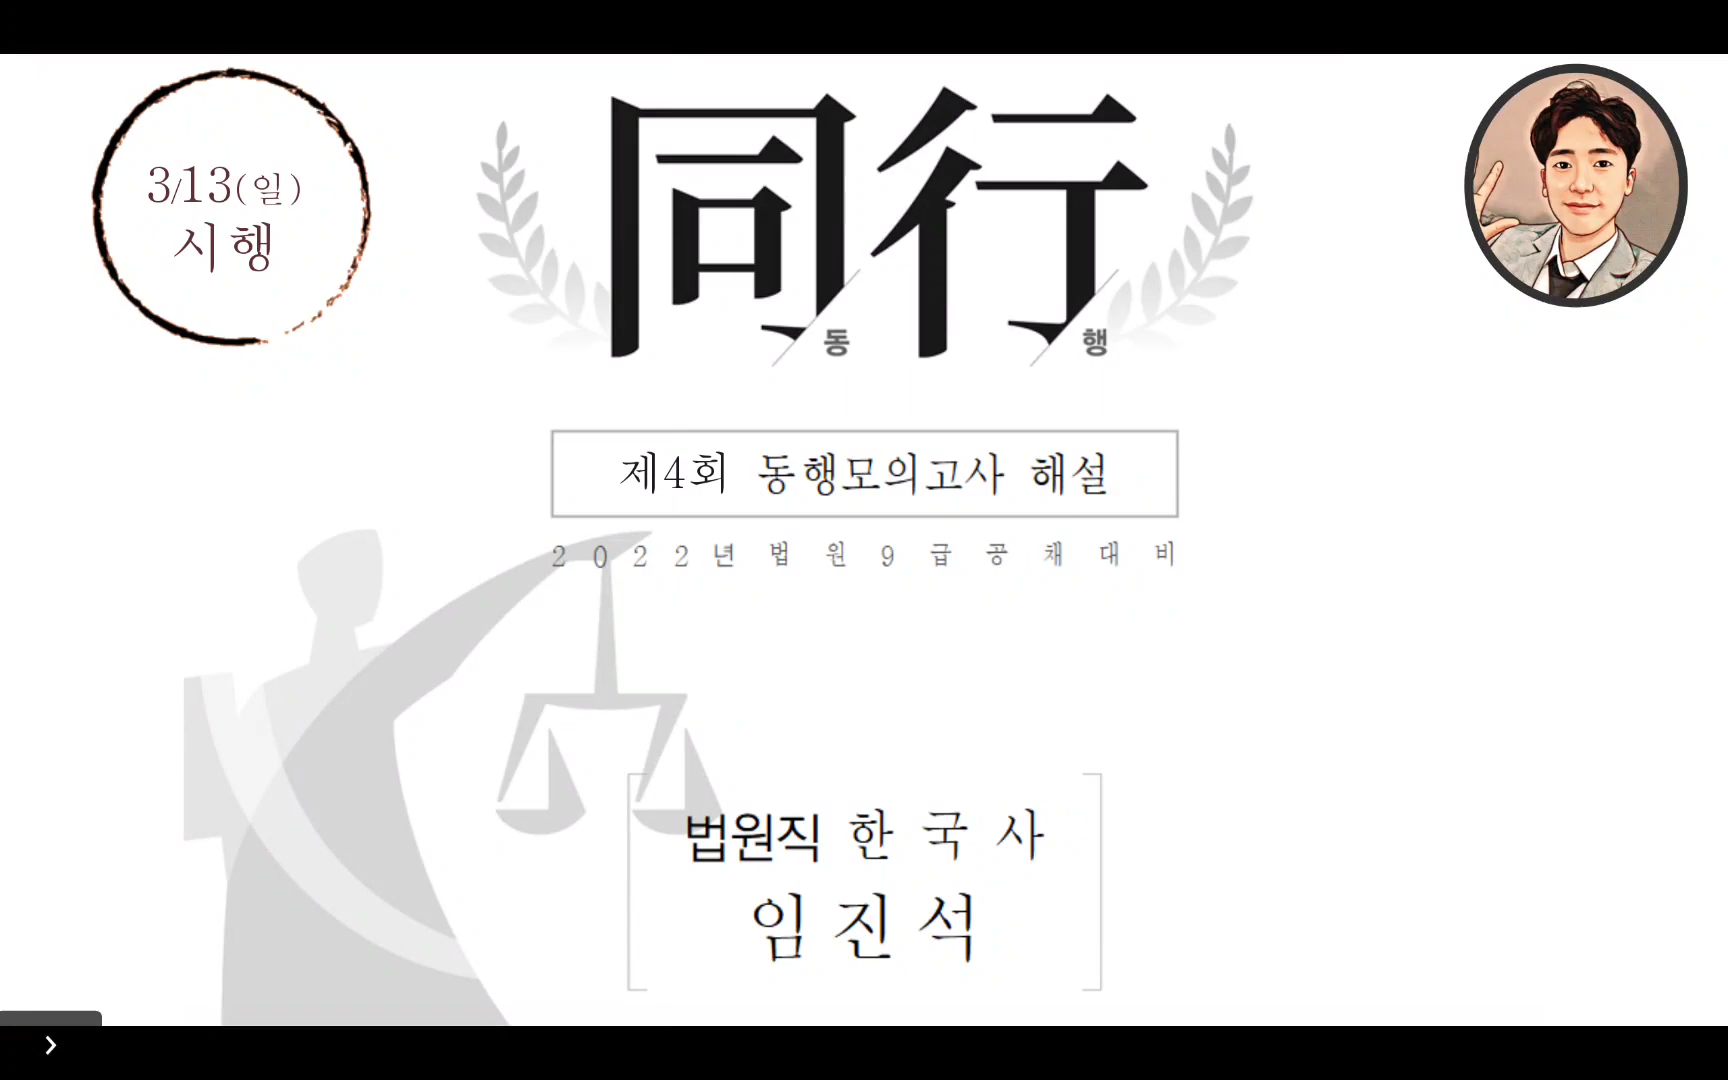 3/13(일)
시행
同行
동 행
제4회 동행모의고사 해설
2022년 법원9급공채대비
법원직 한국사
임진석